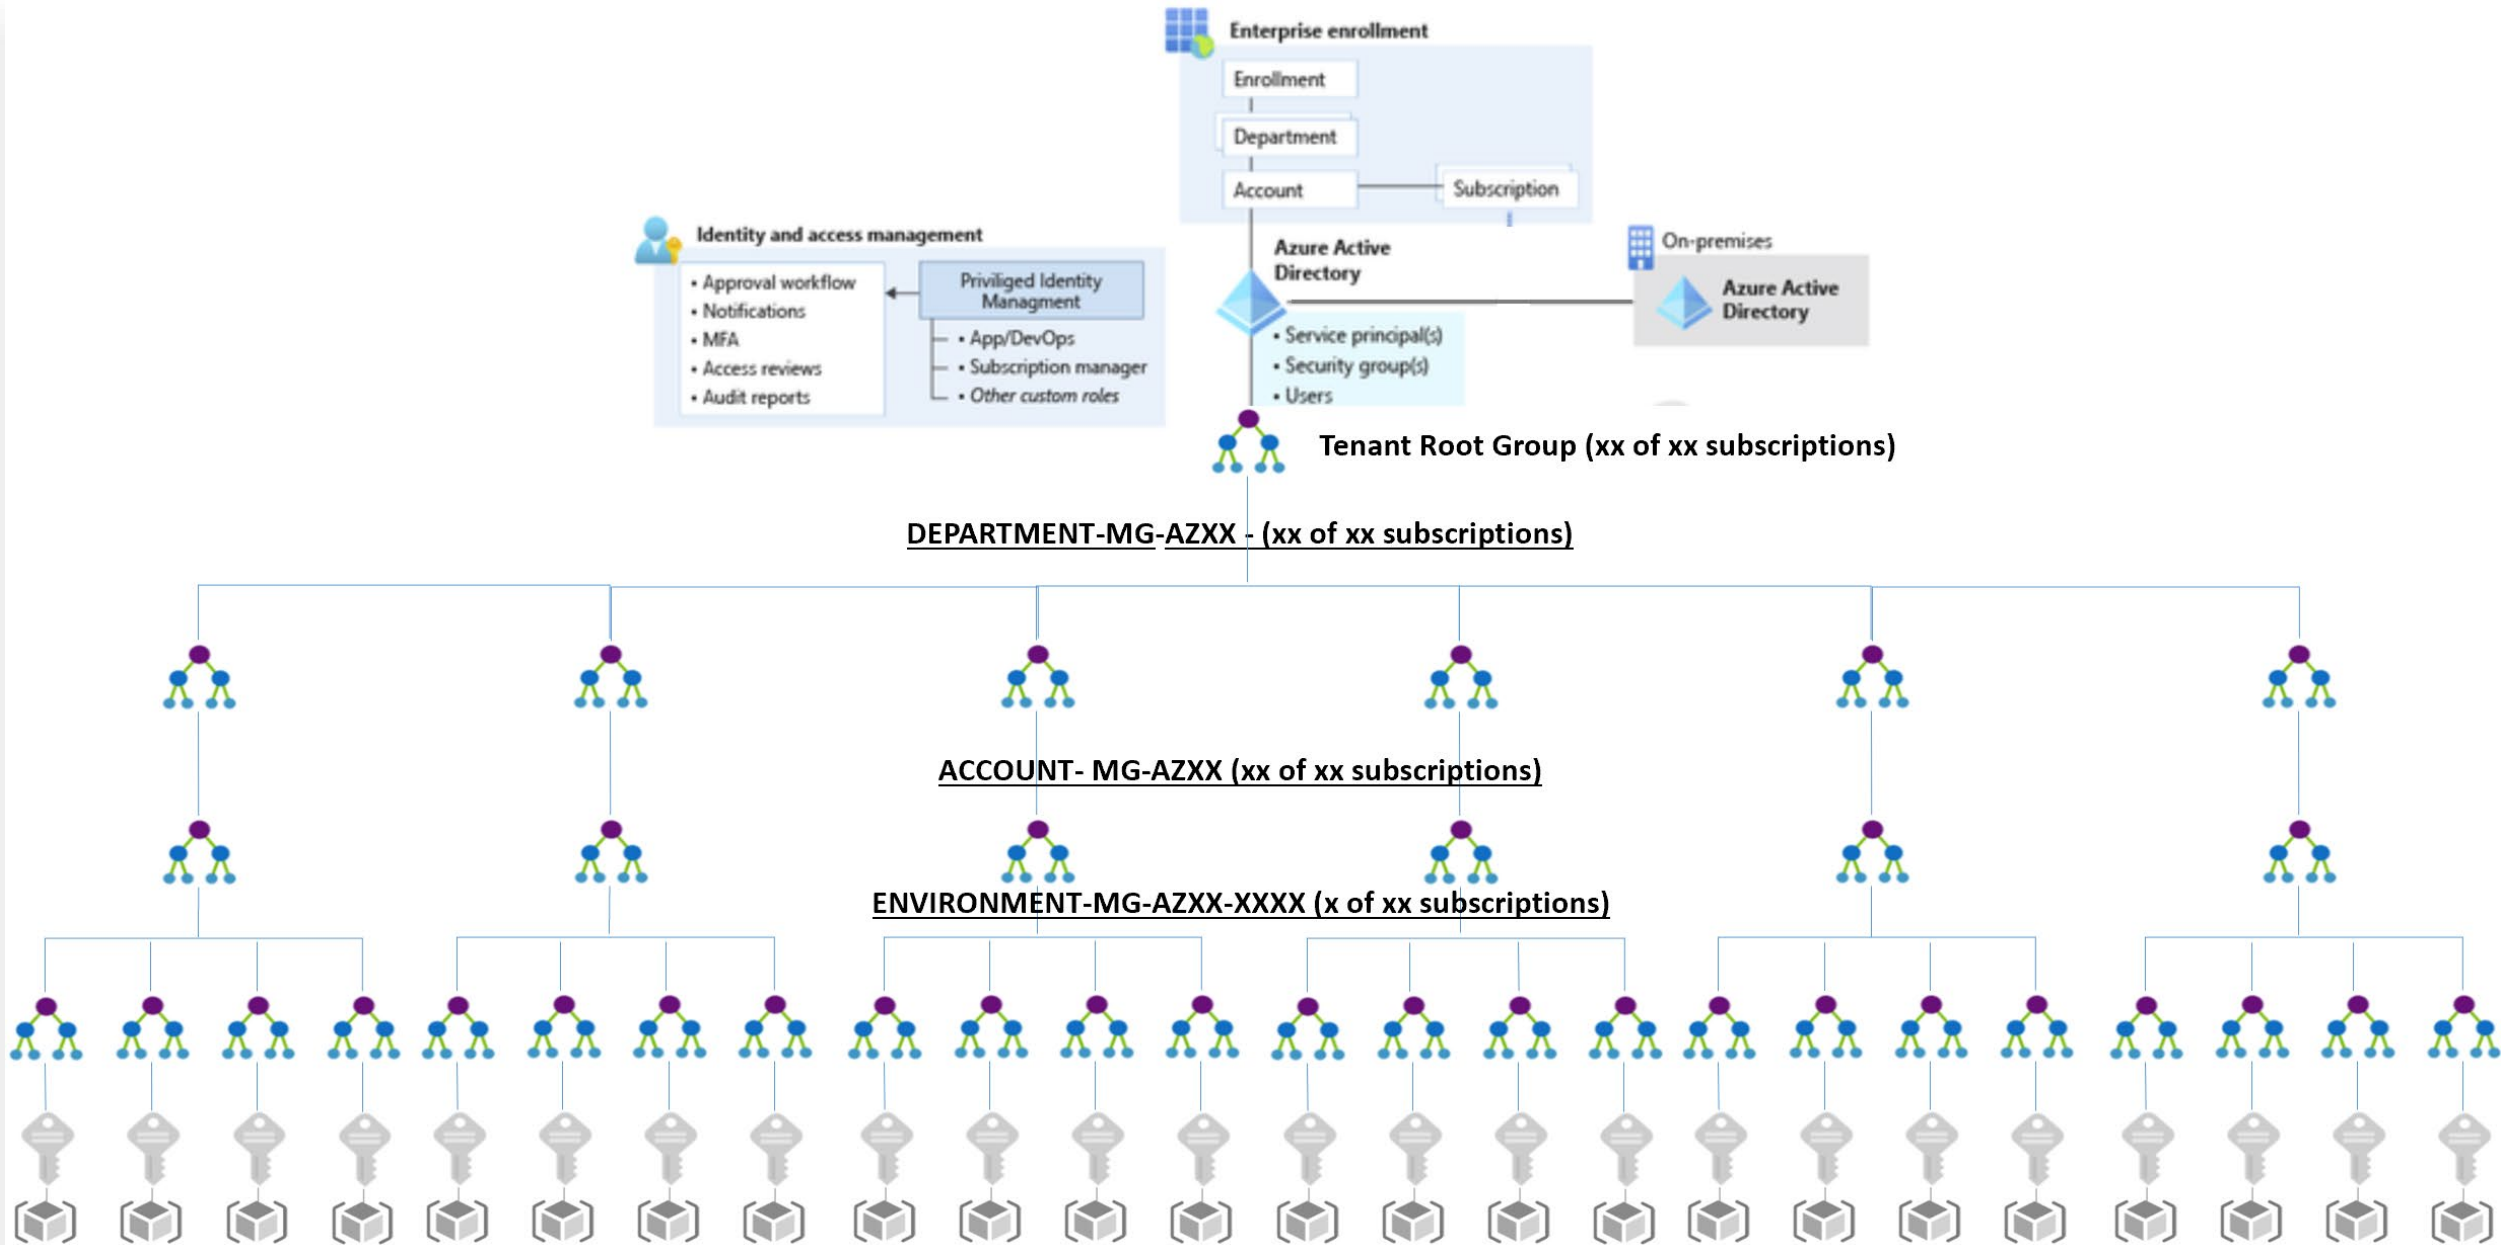 Enterprise enrollment
Enrollment
Department
Account
Subscription
Identity and access management
• Approval workflow
• Notifications
• MFA
• Access reviews
• Audit reports
Priviliged Identity
Managment
• App/DevOps
• Subscription manager
• Other custom roles
Azure Active
Directory
• Service principal(s)
• Security group(s)
• Users
On-premises
Azure Active
Directory
Tenant Root Group (xx of xx subscriptions)
DEPARTMENT-MG-AZXX - (xx of xx subscriptions)
ACCOUNT- MG-AZXX (xx of xx subscriptions)
ENVIRONMENT-MG-AZXX-XXXX (x of xx subscriptions)